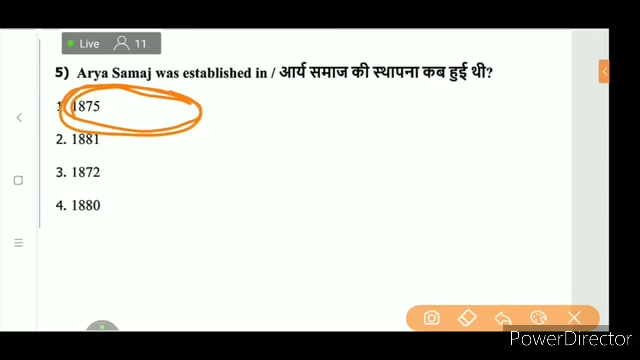 Live 11
5) Arya Samaj was established in / आर्य समाज की स्थापना कब हुई थी?
1. 1875
2. 1881
3. 1872
4. 1880
PowerDirector